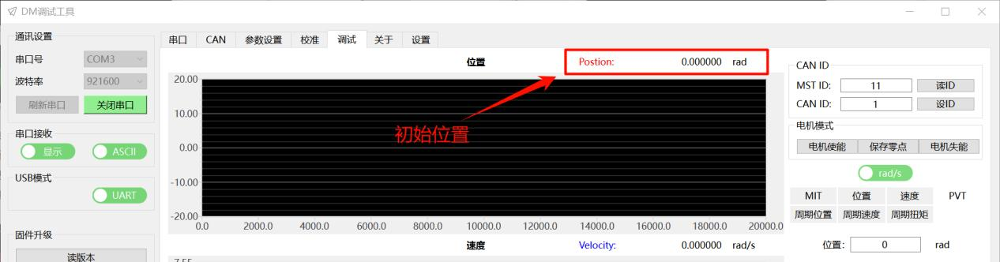 DM调试工具
通讯设置
串口号 COM3
波特率 921600
刷新串口 关闭串口
串口接收
显示 ASCII
USB模式
UART
固件升级
读版本
串口 CAN 参数设置 校准 调试 关于 设置
位置 Postion: 0.000000 rad
初始位置
20.00
10.00
0.00
-10.00
-20.00
0.0 2000.0 4000.0 6000.0 8000.0 10000.0 12000.0 14000.0 16000.0 18000.0 20000.0
速度 Velocity: 0.000000 rad/s
CAN ID
MST ID: 11 读ID
CAN ID: 1 设ID
电机模式
电机使能 保存零点 电机失能
rad/s
MIT 位置 速度 PVT
周期位置 周期速度 周期扭矩
位置: 0 rad